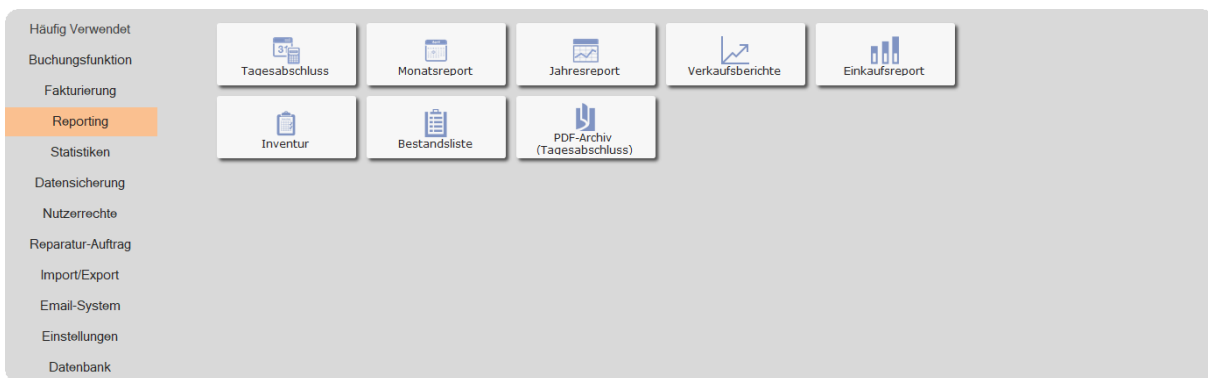 Häufig Verwendet
Buchungsfunktion
Fakturierung
Reporting
Statistiken
Datensicherung
Nutzerrechte
Reparatur-Auftrag
Import/Export
Email-System
Einstellungen
Datenbank
31
Tagesabschluss
Monatsreport
Jahresreport
Verkaufsberichte
Einkaufsreport
Inventur
Bestandsliste
PDF-Archiv
(Tagesabschluss)